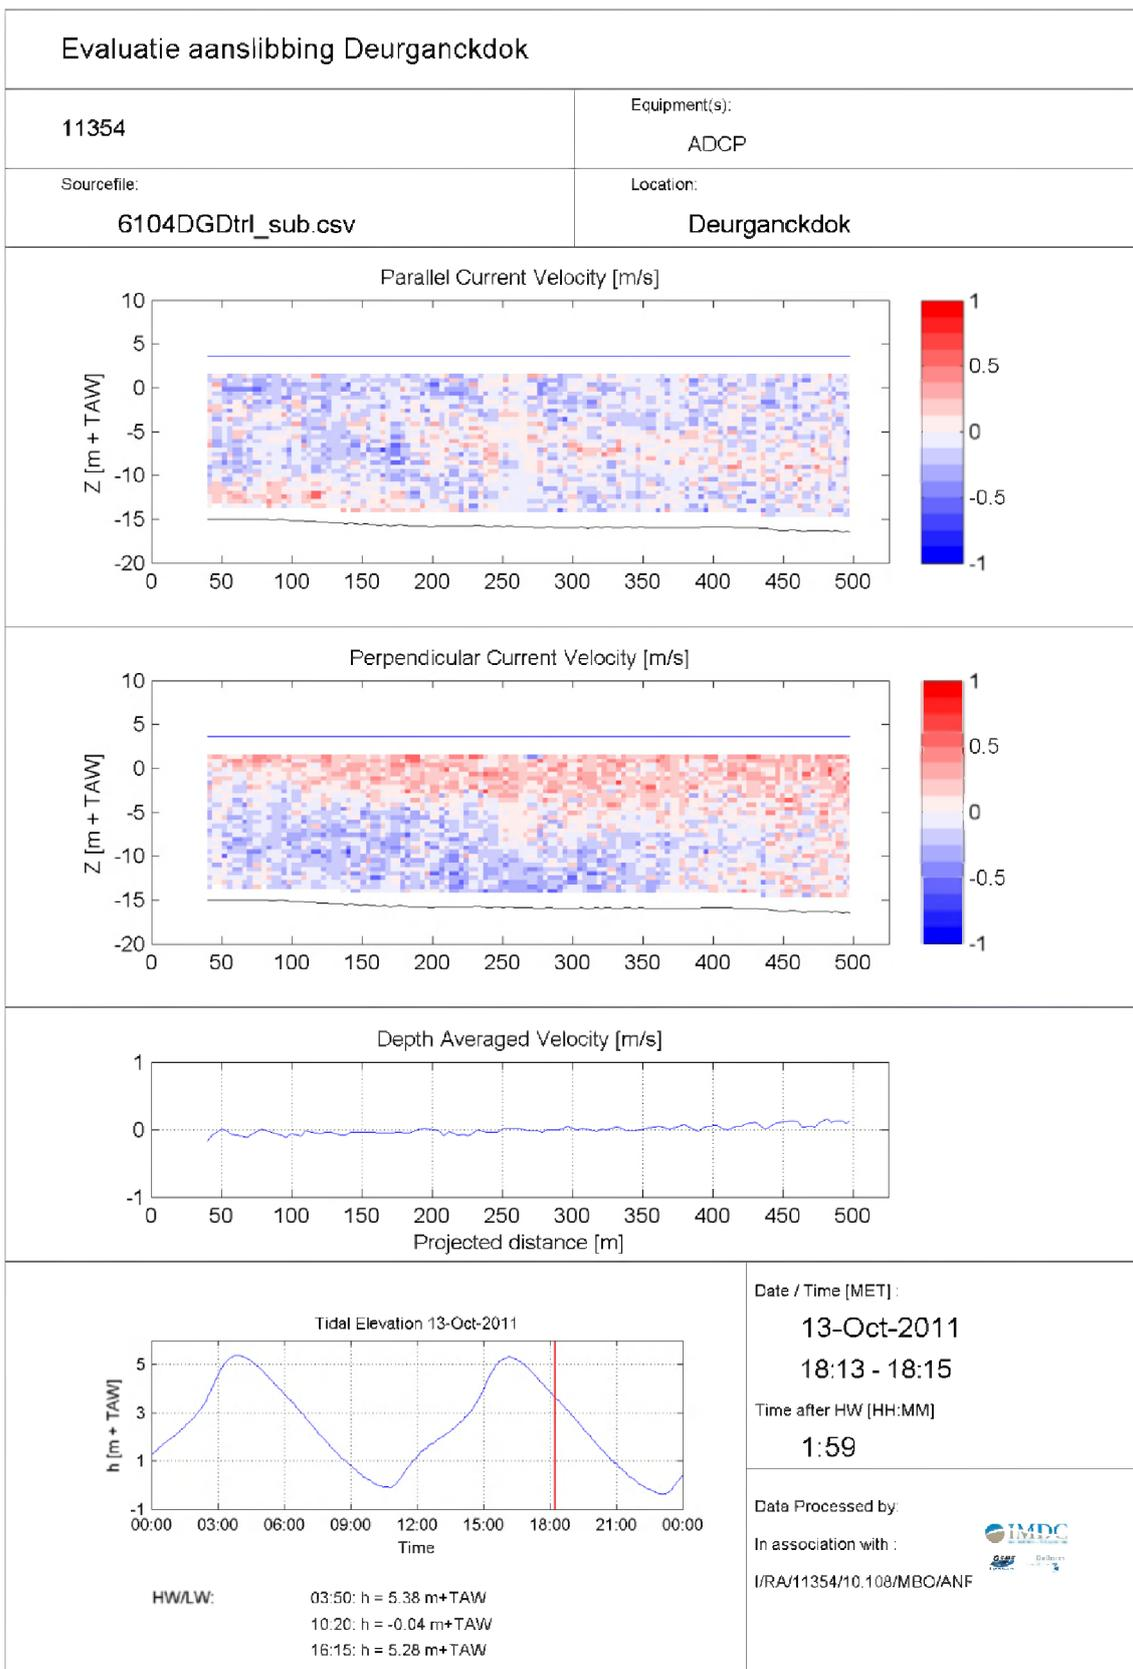 Evaluatie aanslibbing Deurganckdok
11354
Equipment(s):
ADCP
Sourcefile:
6104DGDtrl_sub.csv
Location:
Deurganckdok
Parallel Current Velocity [m/s]
10
5
0
-5
-10
-15
-20
Z [m + TAW]
0 50 100 150 200 250 300 350 400 450 500
1
0.5
0
-0.5
-1
Perpendicular Current Velocity [m/s]
10
5
0
-5
-10
-15
-20
Z [m + TAW]
0 50 100 150 200 250 300 350 400 450 500
1
0.5
0
-0.5
-1
Depth Averaged Velocity [m/s]
1
0
-1
0 50 100 150 200 250 300 350 400 450 500
Projected distance [m]
Tidal Elevation 13-Oct-2011
5
3
1
-1
h [m + TAW]
00:00 03:00 06:00 09:00 12:00 15:00 18:00 21:00 00:00
Time
HW/LW:
03:50: h = 5.38 m+TAW
10:20: h = -0.04 m+TAW
16:15: h = 5.28 m+TAW
Date / Time [MET] :
13-Oct-2011
18:13 - 18:15
Time after HW [HH:MM]
1:59
Data Processed by:
In association with :
IMDC
I/RA/11354/10.108/MBO/ANF